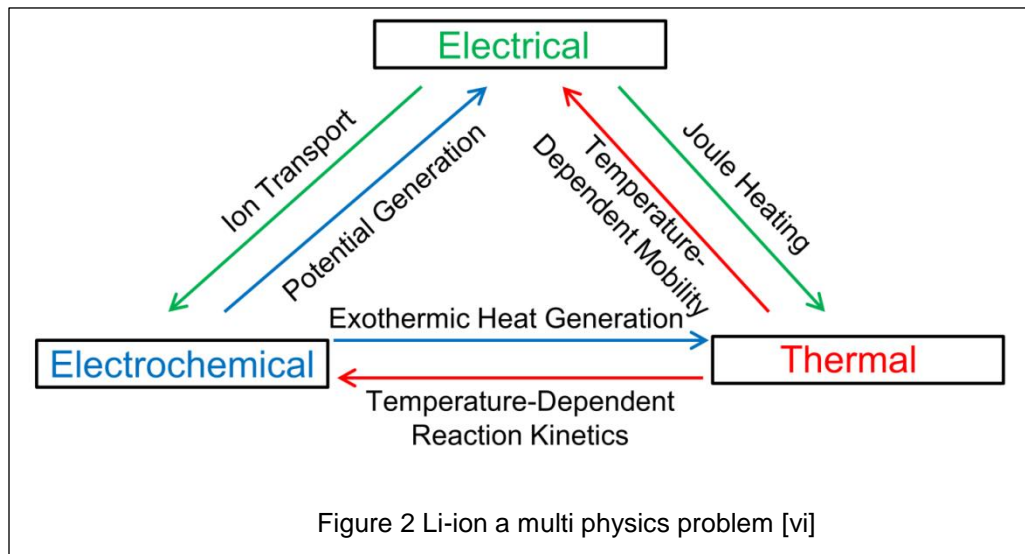 Electrical
Ion Transport
Potential Generation
Temperature-
Dependent Mobility
Joule Heating
Exothermic Heat Generation
Electrochemical
Thermal
Temperature-Dependent
Reaction Kinetics
Figure 2 Li-ion a multi physics problem [vi]